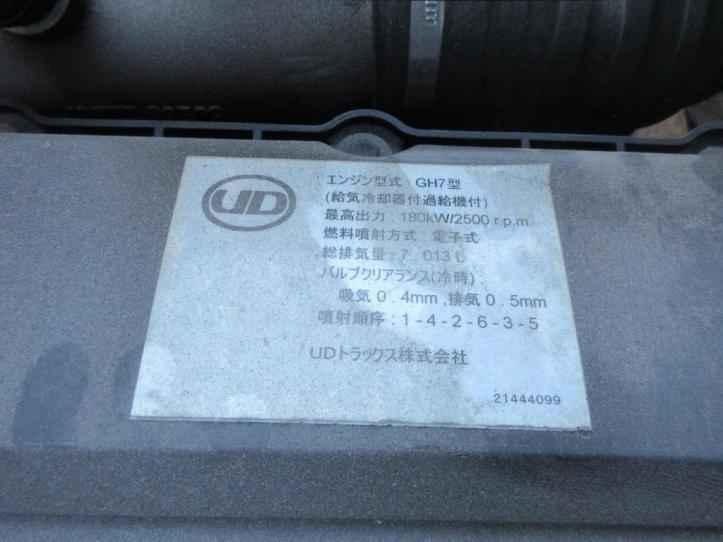 UD
エンジン型式 : GH7型
(給気冷却器付過給機付)
最高出力 : 180kW/2500 r.p.m
燃料噴射方式 : 電子式
総排気量 : 7 . 013 L
バルブクリアランス(冷時)
吸気 0 . 4mm , 排気 0 . 5mm
噴射順序 : 1 - 4 - 2 - 6 - 3 - 5
UDトラックス株式会社
21444099